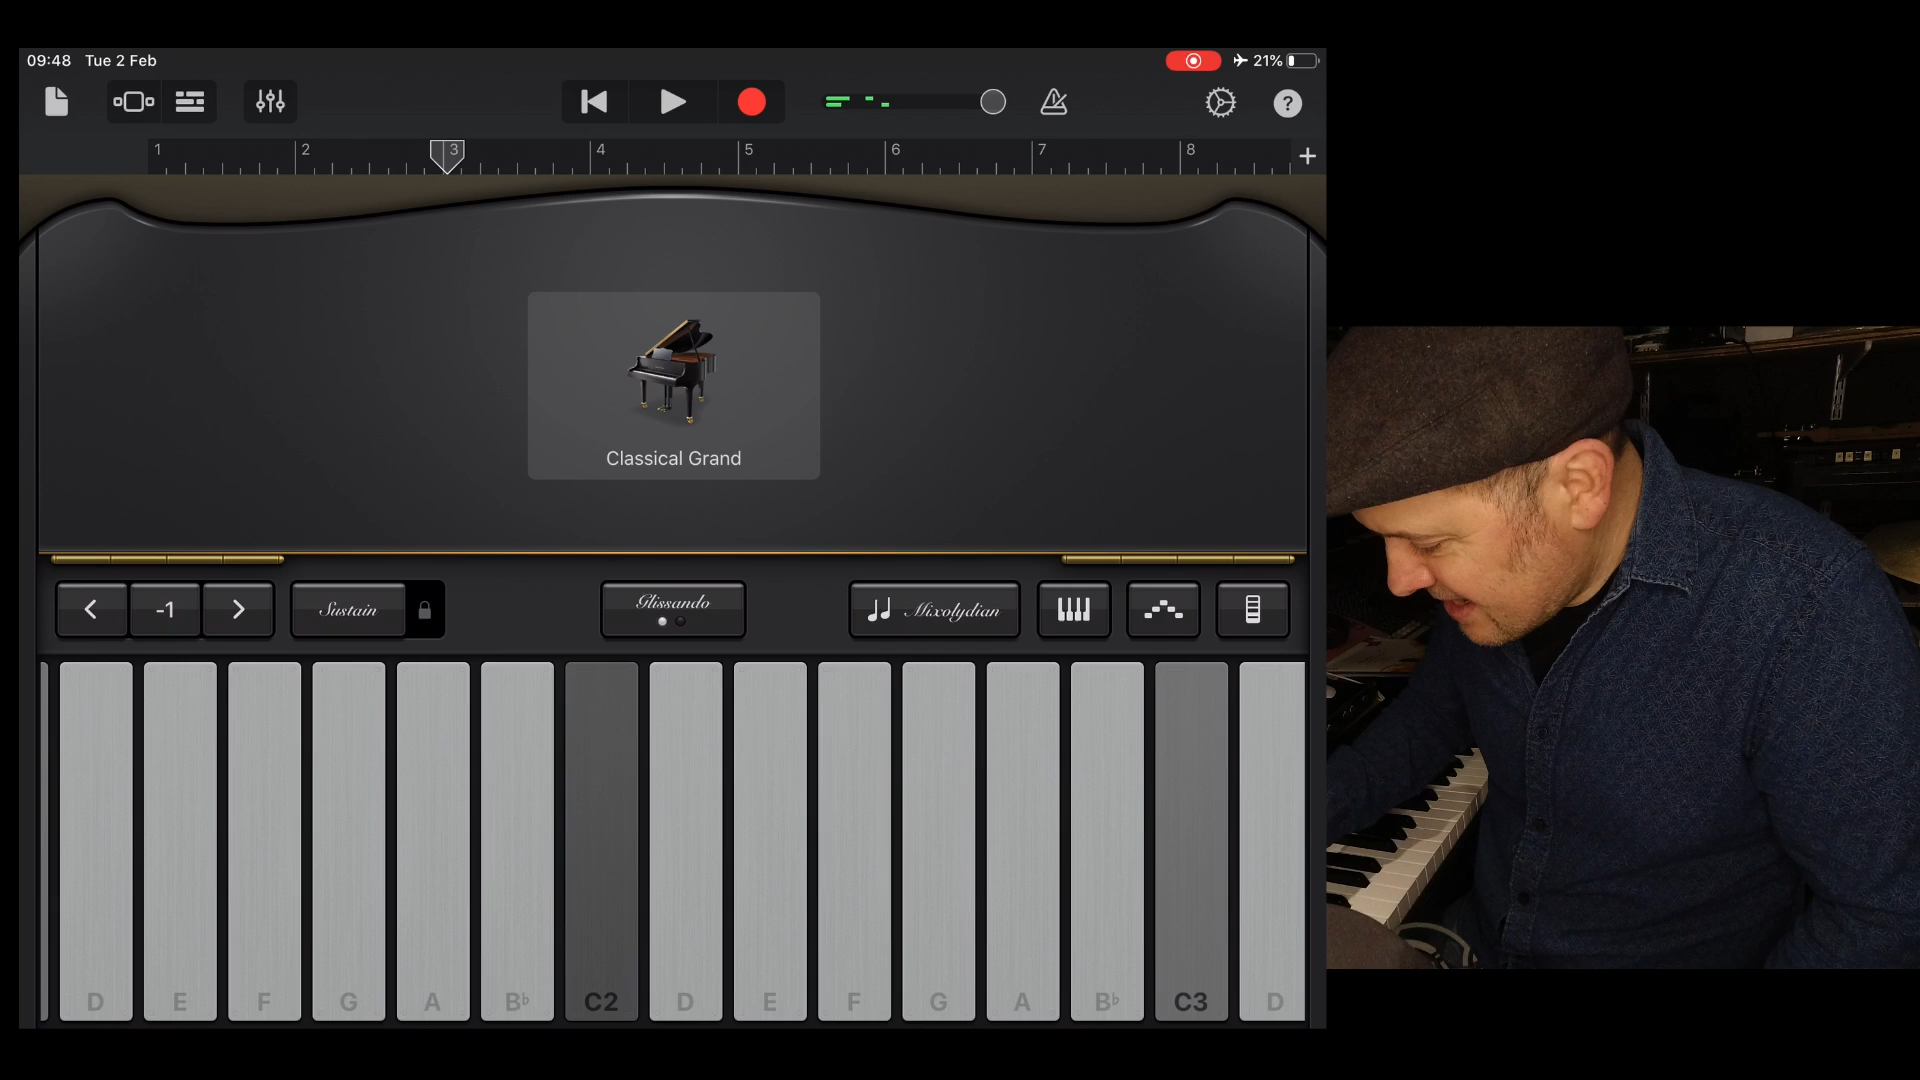 09:48 Tue 2 Feb 21%
?
1 2 3 4 5 6 7 8 +
Classical Grand
-1 Sustain Glissando Mixolydian
D E F G A B♭ C2 D E F G A B♭ C3 D